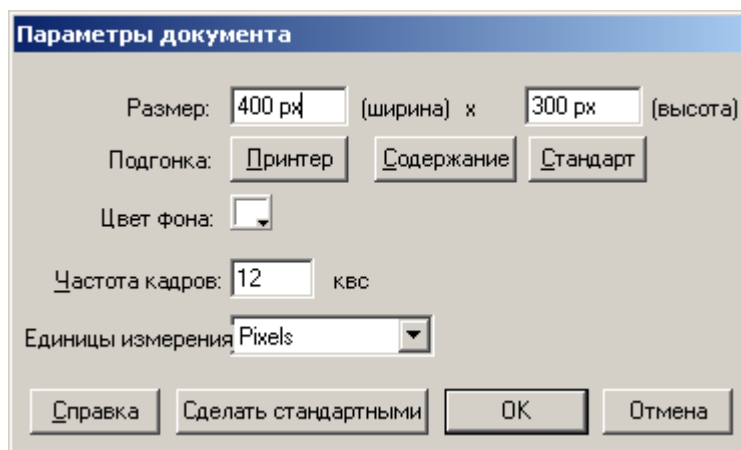 Параметры документа
Размер: 400 px (ширина) x 300 px (высота)
Подгонка: Принтер Содержание Стандарт
Цвет фона:
Частота кадров: 12 квс
Единицы измерения Pixels
Справка Сделать стандартными OK Отмена